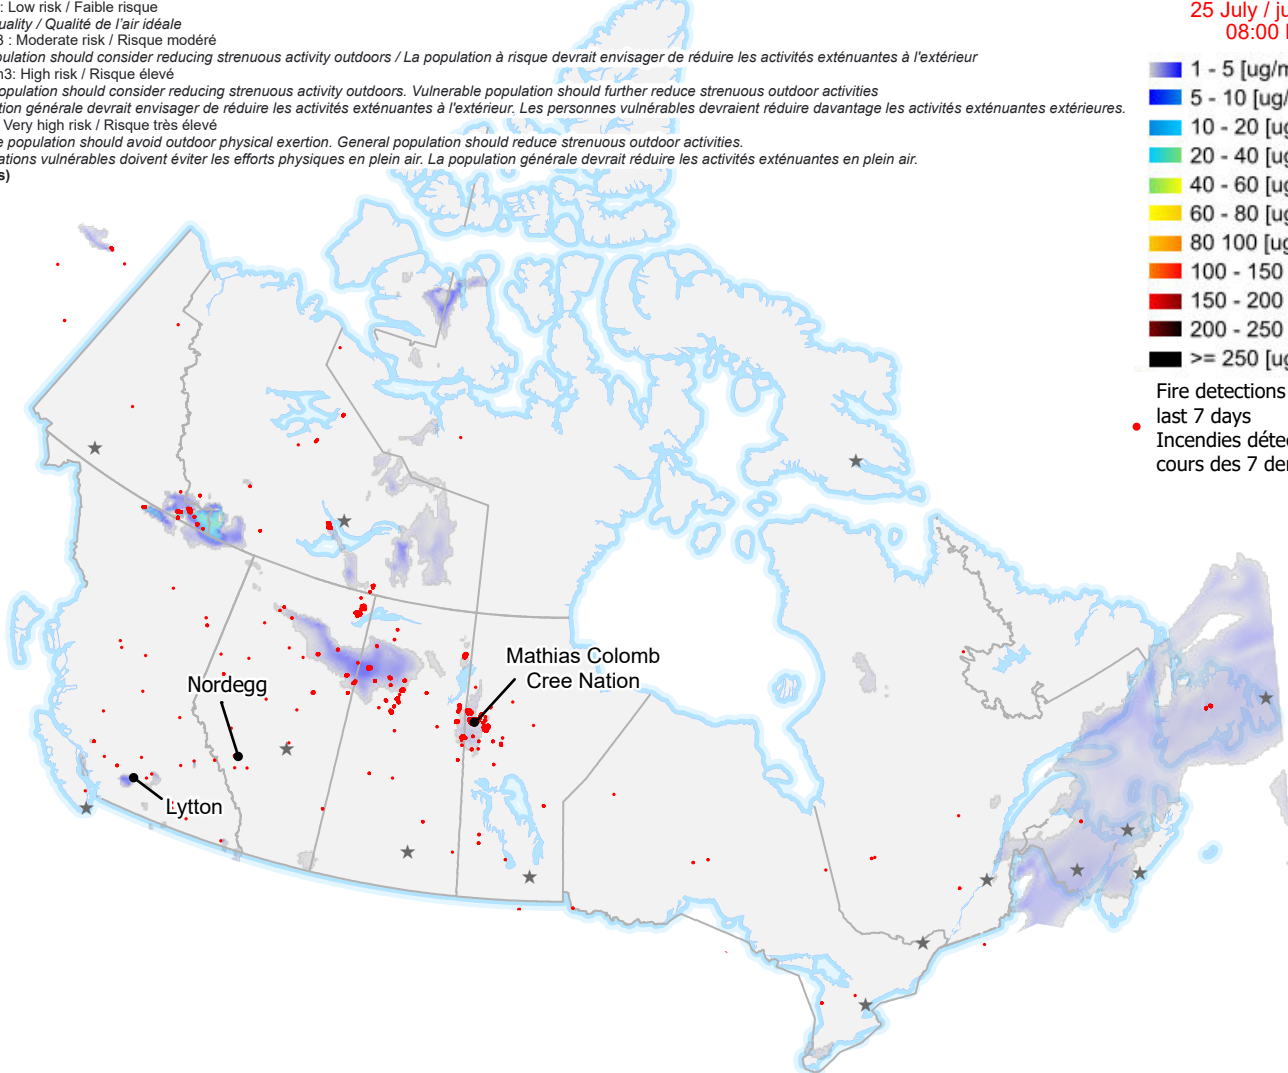 : Low risk / Faible risque
uality / Qualité de l'air idéale
3 : Moderate risk / Risque modéré
pulation should consider reducing strenuous activity outdoors / La population à risque devrait envisager de réduire les activités exténuantes à l'extérieur
n3: High risk / Risque élevé
population should consider reducing strenuous activity outdoors. Vulnerable population should further reduce strenuous outdoor activities
tion générale devrait envisager de réduire les activités exténuantes à l'extérieur. Les personnes vulnérables devraient réduire davantage les activités exténuantes extérieures.
Very high risk / Risque très élevé
e population should avoid outdoor physical exertion. General population should reduce strenuous outdoor activities.
ations vulnérables doivent éviter les efforts physiques en plein air. La population générale devrait réduire les activités exténuantes en plein air.
s)
25 July / ju
08:00
1 - 5 [ug/m
5 - 10 [ug/
10 - 20 [ug
20 - 40 [ug
40 - 60 [ug
60 - 80 [ug
80 100 [ug
100 - 150
150 - 200
200 - 250
>= 250 [ug
Fire detections
last 7 days
Incendies déte
cours des 7 der
Mathias Colomb
Cree Nation
Nordegg
Lytton